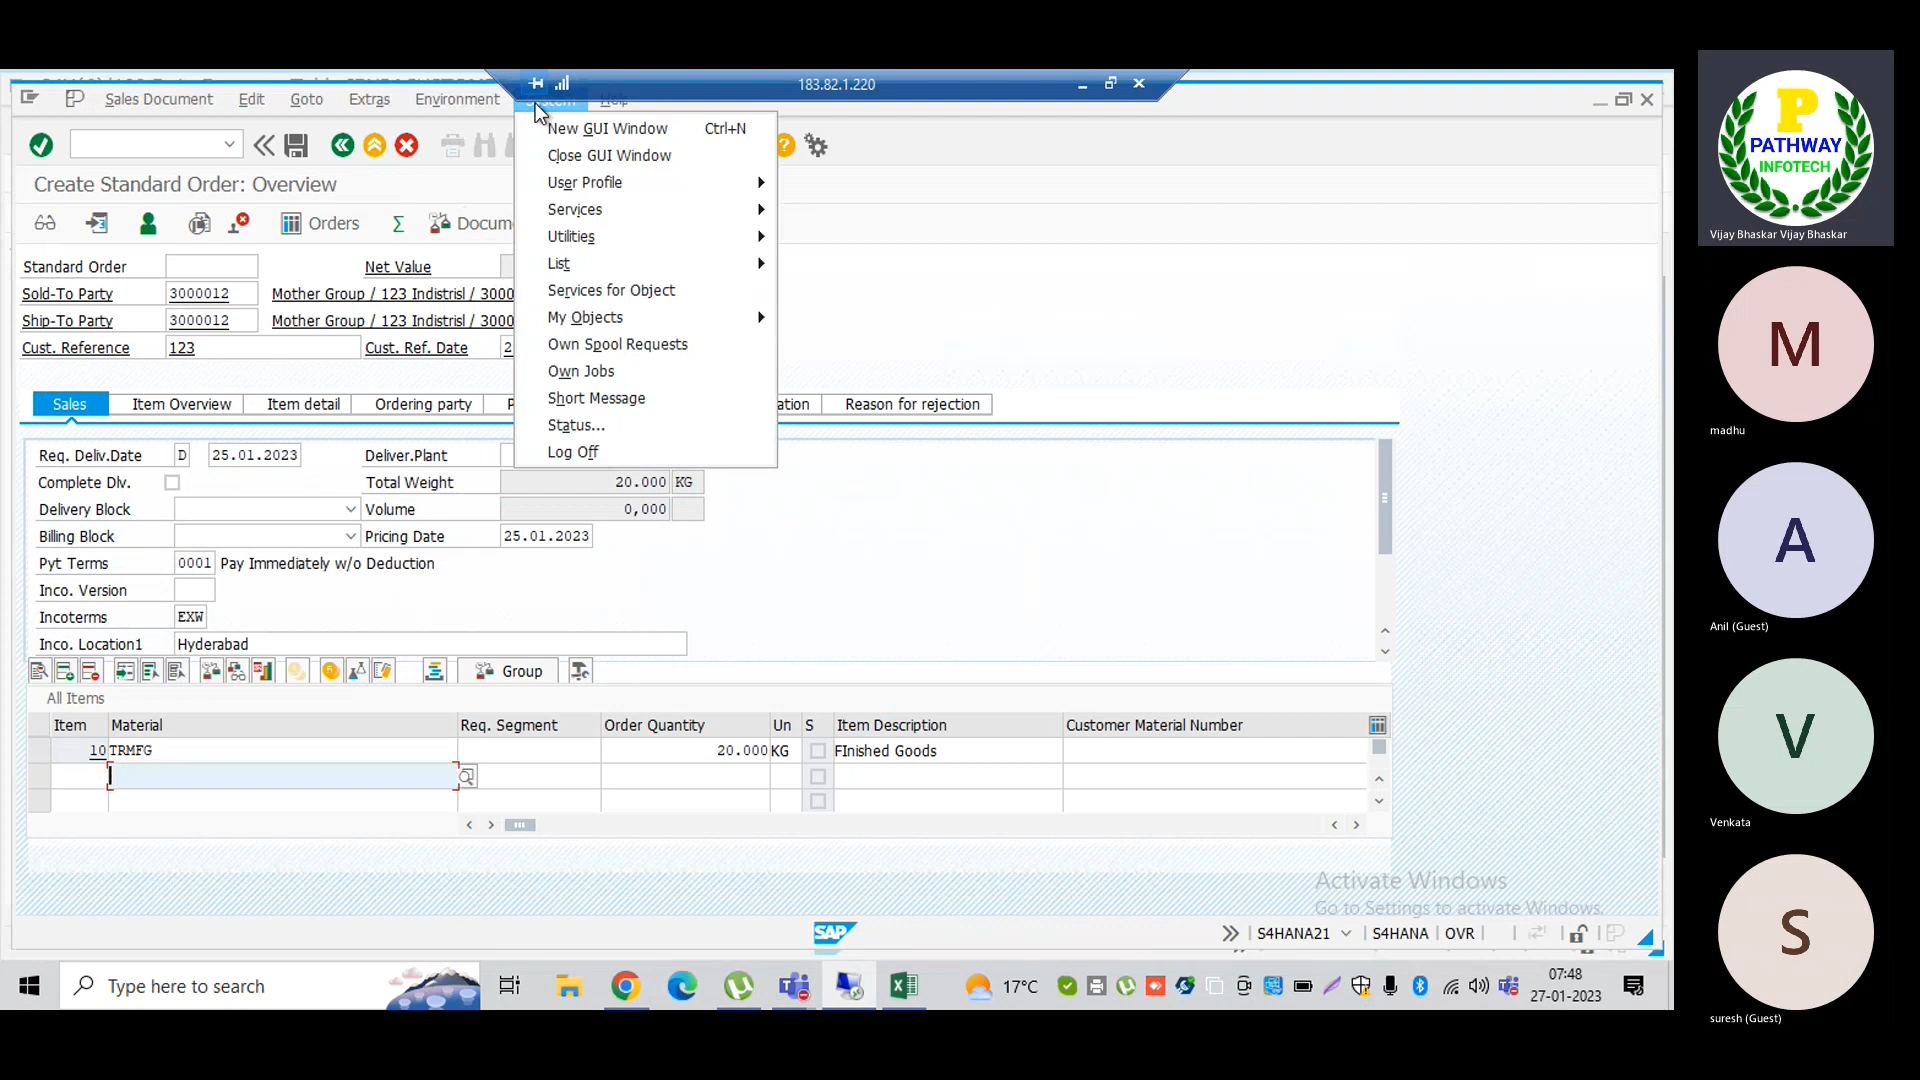 183.82.1.220
Sales Document Edit Goto Extras Environment System Help
Create Standard Order: Overview
Orders Docum
New GUI Window Ctrl+N
Close GUI Window
User Profile
Services
Utilities
List
Services for Object
My Objects
Own Spool Requests
Own Jobs
Short Message
Status...
Log Off
Standard Order Net Value
Sold-To Party 3000012 Mother Group / 123 Indistrisl / 3000
Ship-To Party 3000012 Mother Group / 123 Indistrisl / 3000
Cust. Reference 123 Cust. Ref. Date 2
Sales Item Overview Item detail Ordering party P ation Reason for rejection
Req. Deliv.Date D 25.01.2023 Deliver.Plant
Complete Dlv. Total Weight 20.000 KG
Delivery Block Volume 0,000
Billing Block Pricing Date 25.01.2023
Pyt Terms 0001 Pay Immediately w/o Deduction
Inco. Version
Incoterms EXW
Inco. Location1 Hyderabad
Group
All Items
Item Material Req. Segment Order Quantity Un S Item Description Customer Material Number
10 TRMFG 20.000 KG FInished Goods
Activate Windows
Go to Settings to activate Windows.
SAP S4HANA21 S4HANA OVR
Type here to search 17°C 07:48
27-01-2023
P
PATHWAY
INFOTECH
Vijay Bhaskar Vijay Bhaskar
M
madhu
A
Anil (Guest)
V
Venkata
S
suresh (Guest)